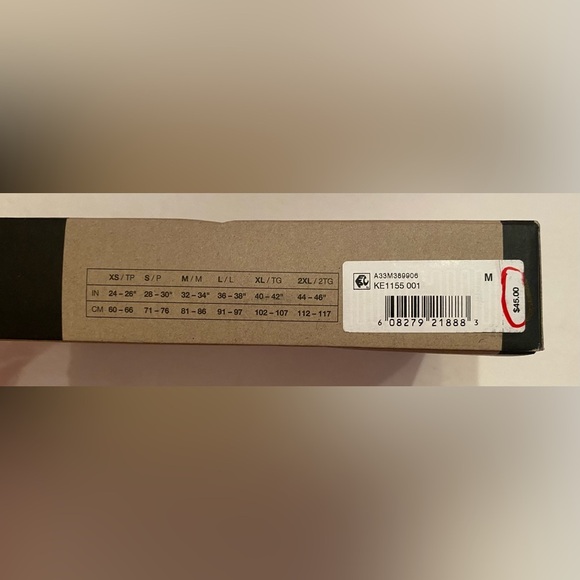 XS / TP S / P M / M L / L XL / TG 2XL / 2TG
IN 24 – 26" 28 – 30" 32 – 34" 36 – 38" 40 – 42" 44 – 46"
CM 60 – 66 71 – 76 81 – 86 91 – 97 102 – 107 112 – 117
A33M389906
KE1155 001
M
$45.00
6 08279 21888 3